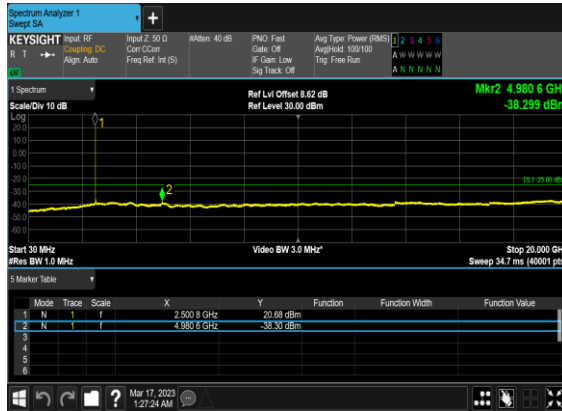 Spectrum Analyzer 1
Swept SA
+
KEYSIGHT Input: RF Input Z: 50 Ω #Atten: 40 dB PNO: Fast Avg Type: Power (RMS) 1 2 3 4 5 6
R T Coupling: DC Corr CCorr Gate: Off Avg|Hold: 100/100 A W W W W W
Align: Auto Freq Ref: Int (S) IF Gain: Low Trig: Free Run
Sig Track: Off A N N N N N
1 Spectrum
Scale/Div 10 dB
Ref Lvl Offset 8.62 dB
Ref Level 30.00 dBm
Mkr2 4.980 6 GH
-38.299 dBm
Log
20.0
10.0
0.00
-10.0
-20.0
-30.0
-40.0
-50.0
-60.0
1
2
DL1 -25.00 dB
Start 30 MHz Video BW 3.0 MHz* Stop 20.000 GH
#Res BW 1.0 MHz Sweep 34.7 ms (40001 pts
5 Marker Table
Mode Trace Scale X Y Function Function Width Function Value
1 N 1 f 2.500 8 GHz 20.68 dBm
2 N 1 f 4.980 6 GHz -38.30 dBm
3
4
5
6
?
Mar 17, 2023
1:27:24 AM